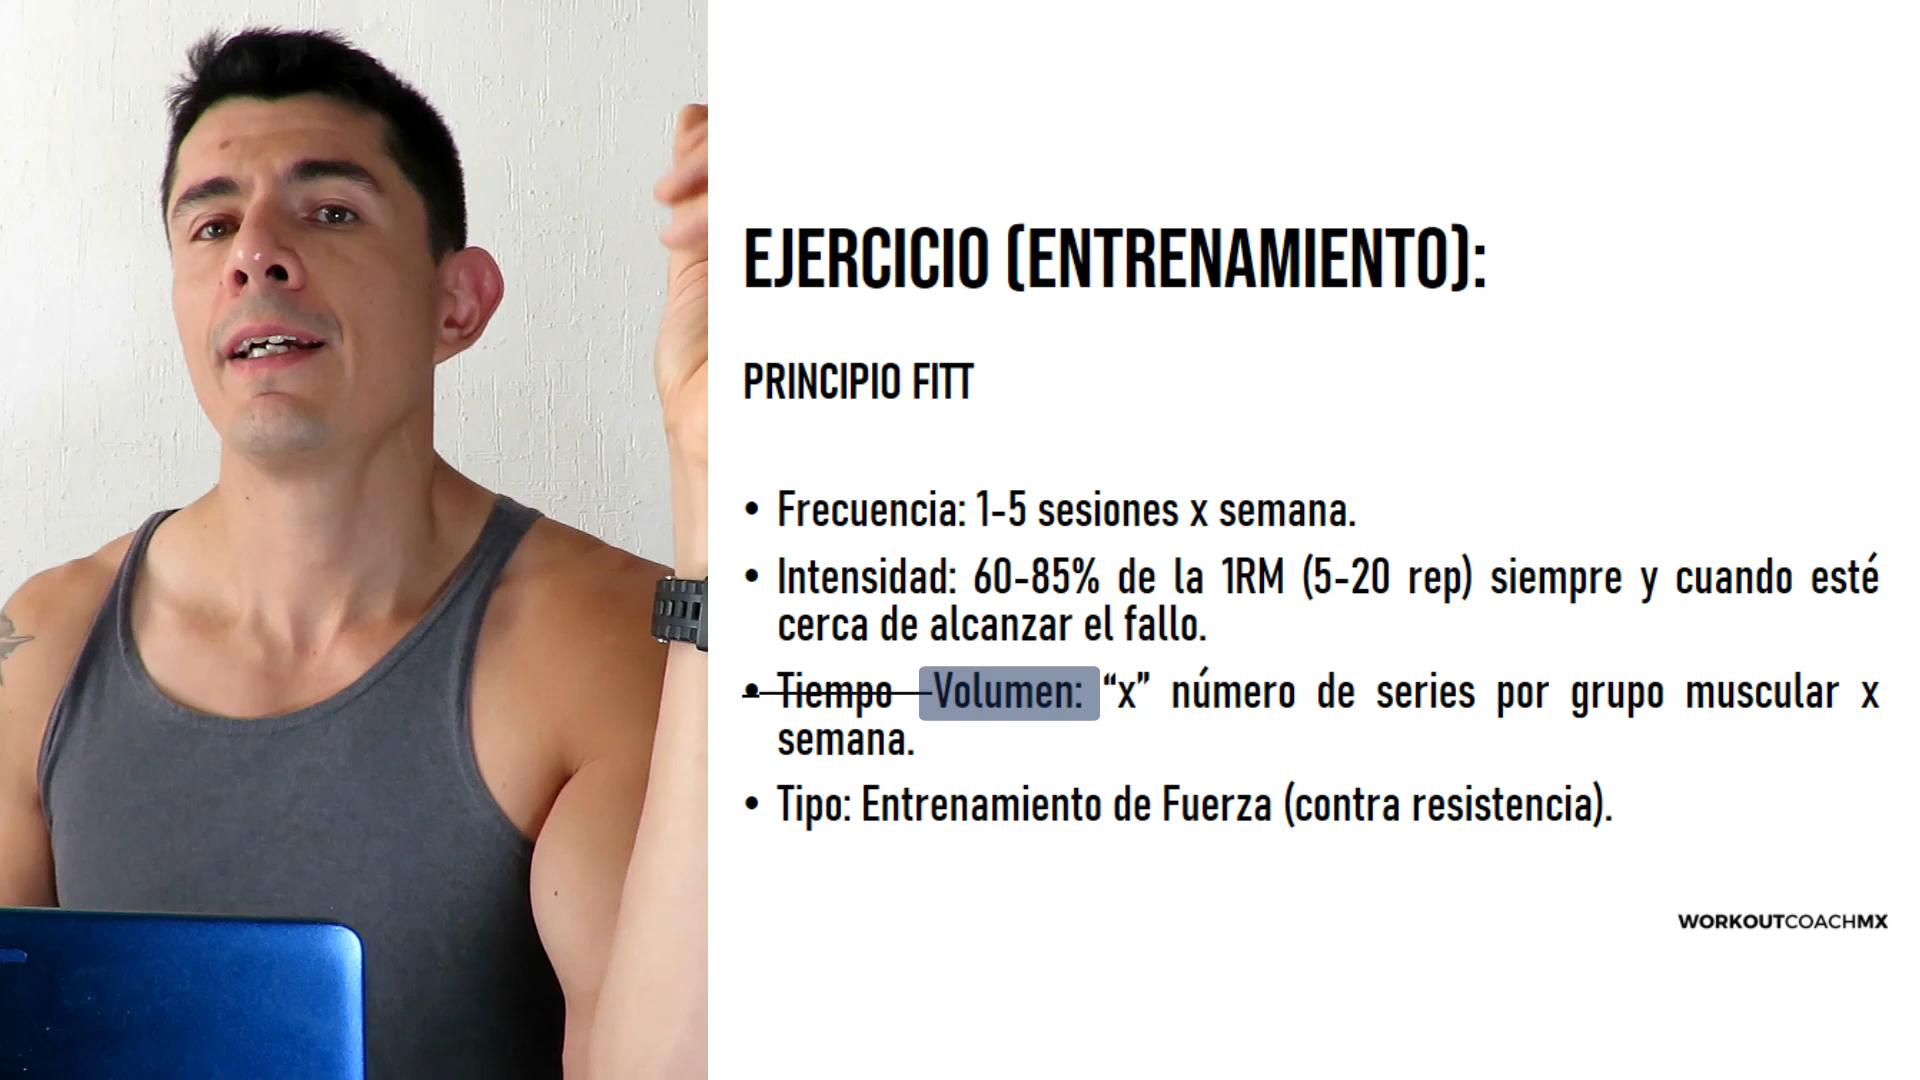 EJERCICIO (ENTRENAMIENTO):
PRINCIPIO FITT
• Frecuencia: 1-5 sesiones x semana.
• Intensidad: 60-85% de la 1RM (5-20 rep) siempre y cuando esté
cerca de alcanzar el fallo.
• Tiempo Volumen: “x” número de series por grupo muscular x
semana.
• Tipo: Entrenamiento de Fuerza (contra resistencia).
WORKOUTCOACHMX